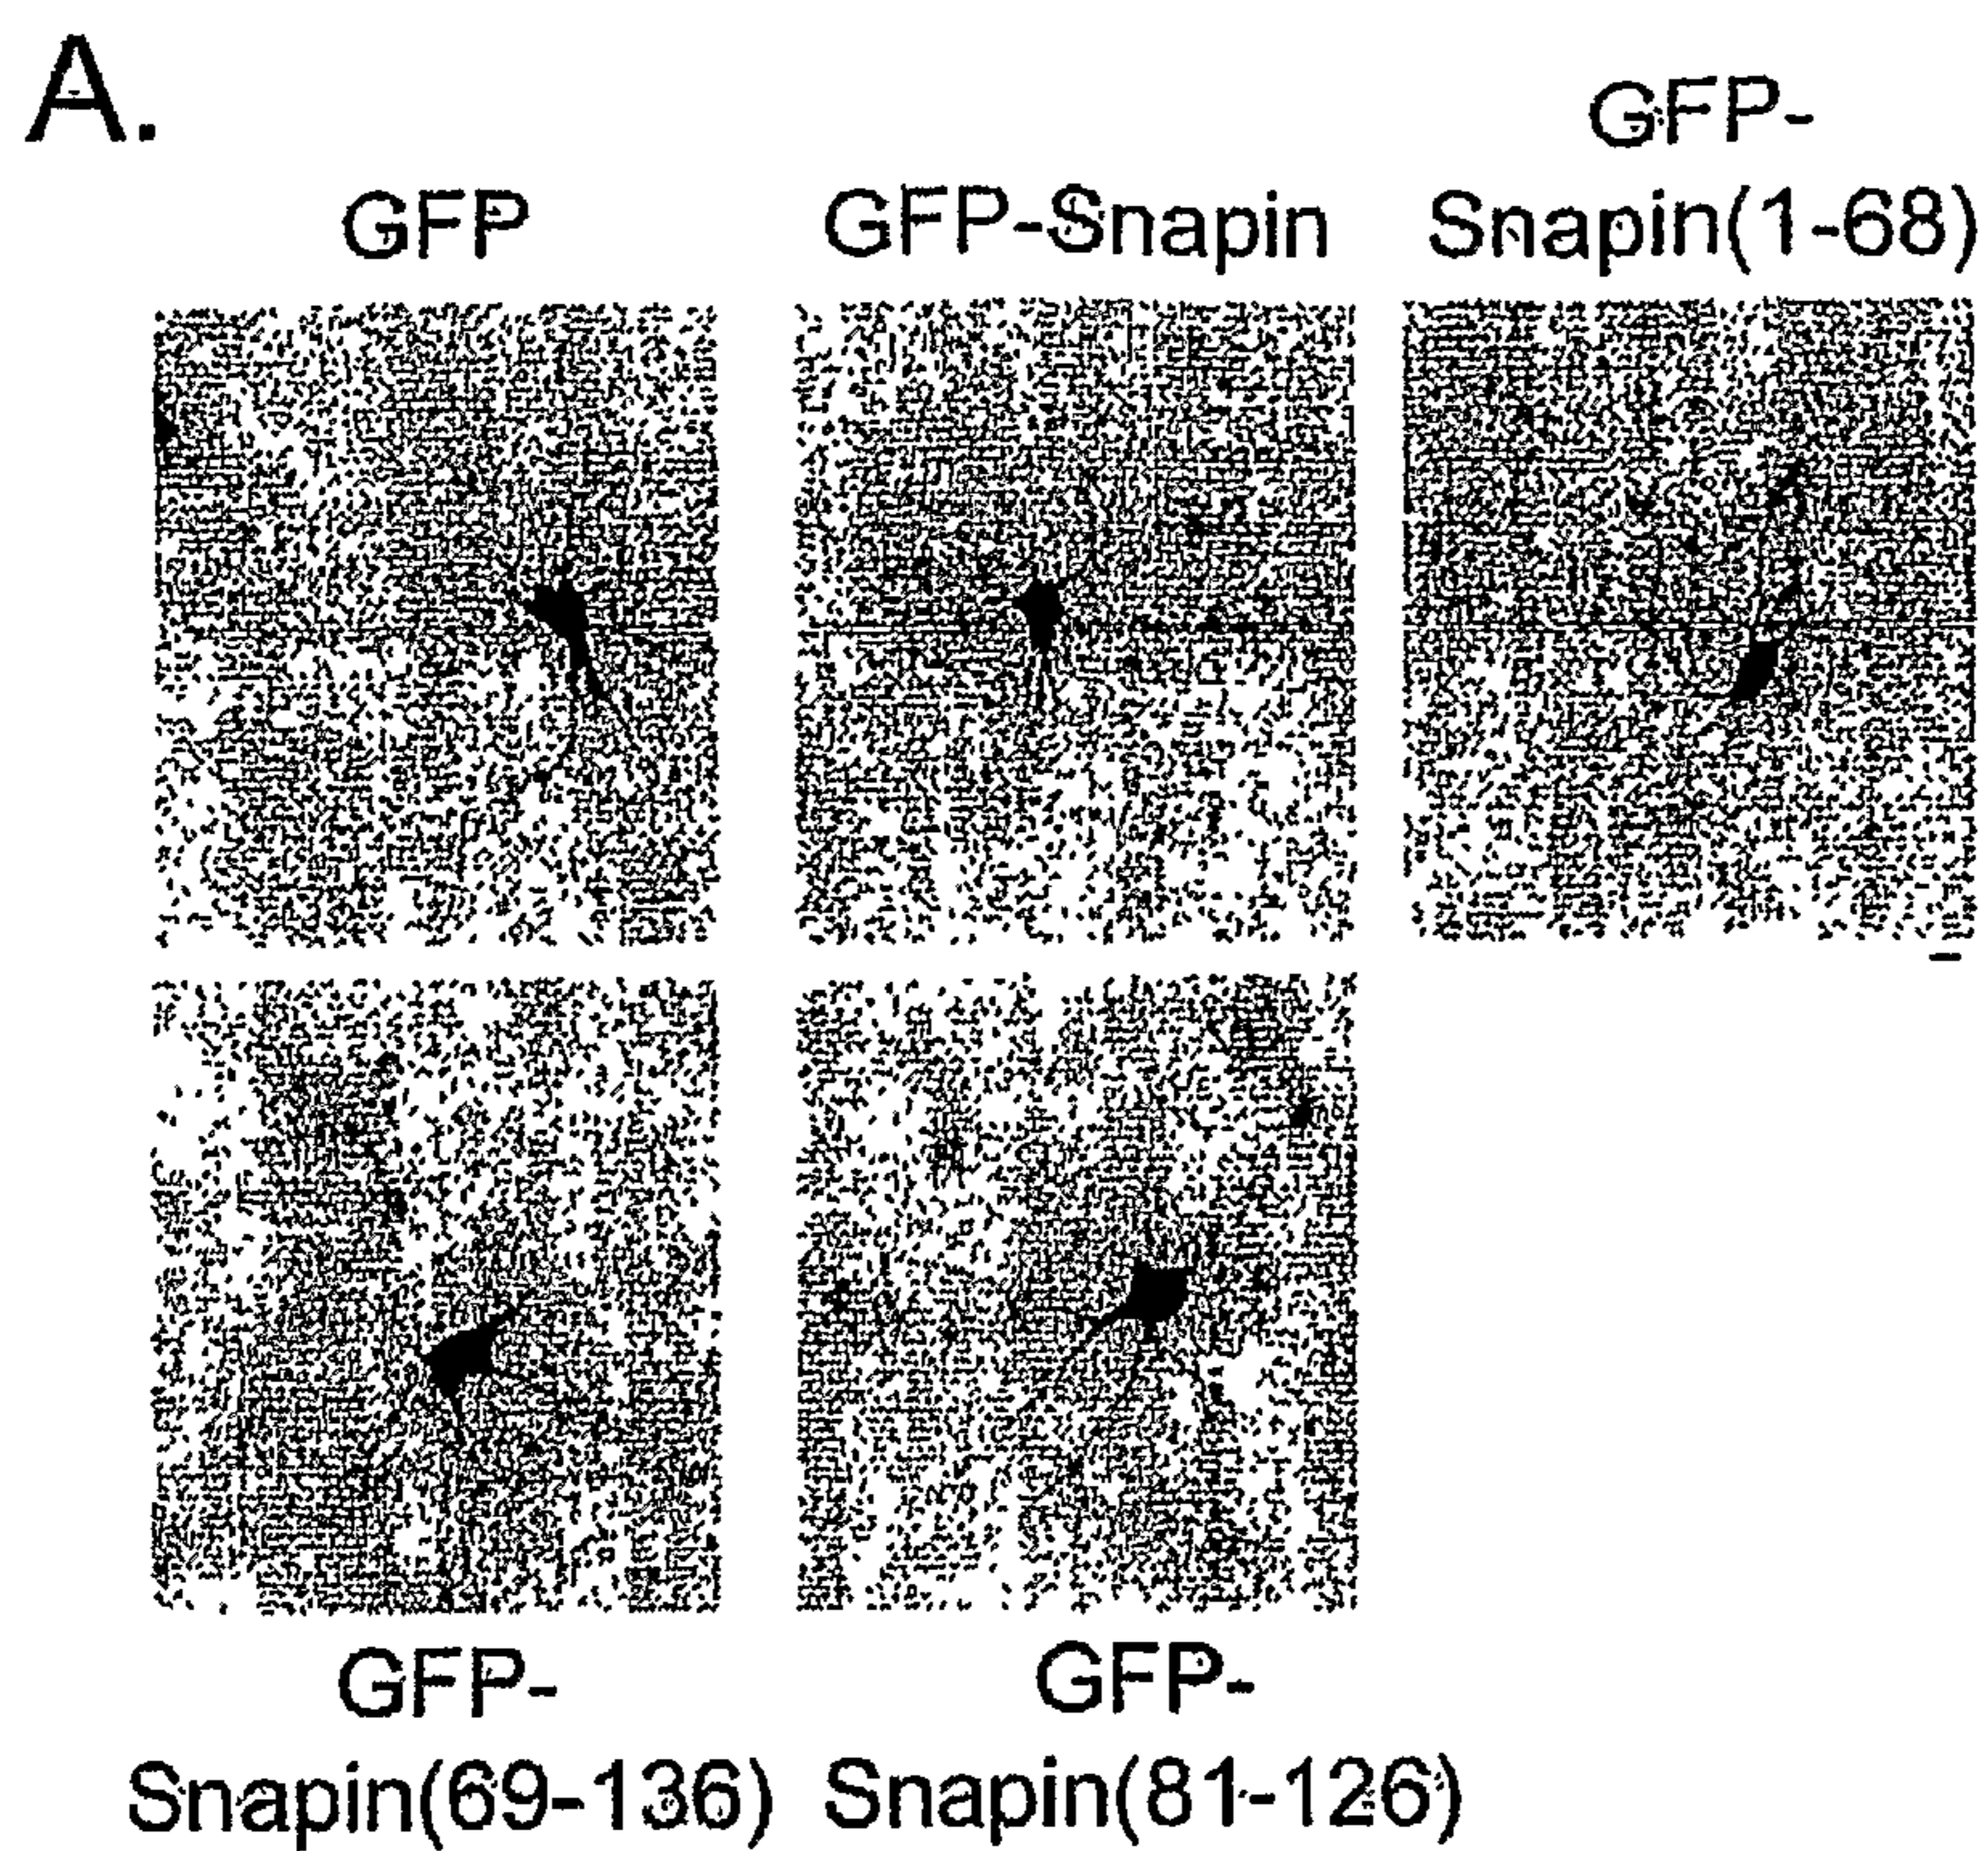 A.
GFP
GFP-Snapin
GFP-
Snapin(1-68)
GFP-
Snapin(69-136)
GFP-
Snapin(81-126)